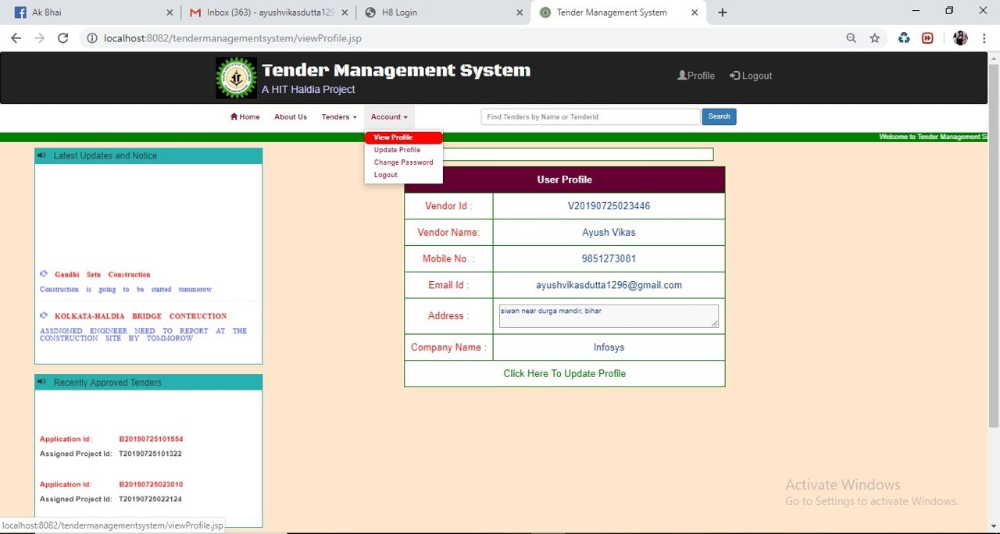 Ak Bhai
Inbox (363) - ayushvikasdutta129
H8 Login
Tender Management System
localhost:8082/tendermanagementsystem/viewProfile.jsp
Tender Management System
A HIT Haldia Project
Profile
Logout
Home
About Us
Tenders
Account
Find Tenders by Name or TenderId
Search
Welcome to Tender Management S
View Profile
Update Profile
Change Password
Logout
Latest Updates and Notice
Gandhi Setu Construction
Construction is going to be started tommorow
KOLKATA-HALDIA BRIDGE CONTRUCTION
ASSINGNED ENGINEER NEED TO REPORT AT THE
CONSTRUCTION SITE BY TOMMOROW
Recently Approved Tenders
Application Id: B20190725101554
Assigned Project Id: T20190725101322
Application Id: B20190725023010
Assigned Project Id: T20190725022124
User Profile
Vendor Id : V20190725023446
Vendor Name: Ayush Vikas
Mobile No. : 9851273081
Email Id : ayushvikasdutta1296@gmail.com
Address : siwan near durga mandir, bihar
Company Name : Infosys
Click Here To Update Profile
Activate Windows
Go to Settings to activate Windows.
localhost:8082/tendermanagementsystem/viewProfile.jsp